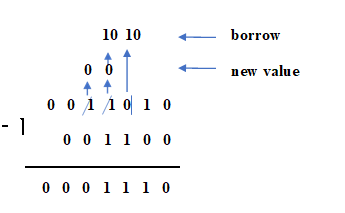 10 10 borrow
0 0 new value
0 0 1 1 0 1 0
- 0 0 1 1 0 0
0 0 0 1 1 1 0